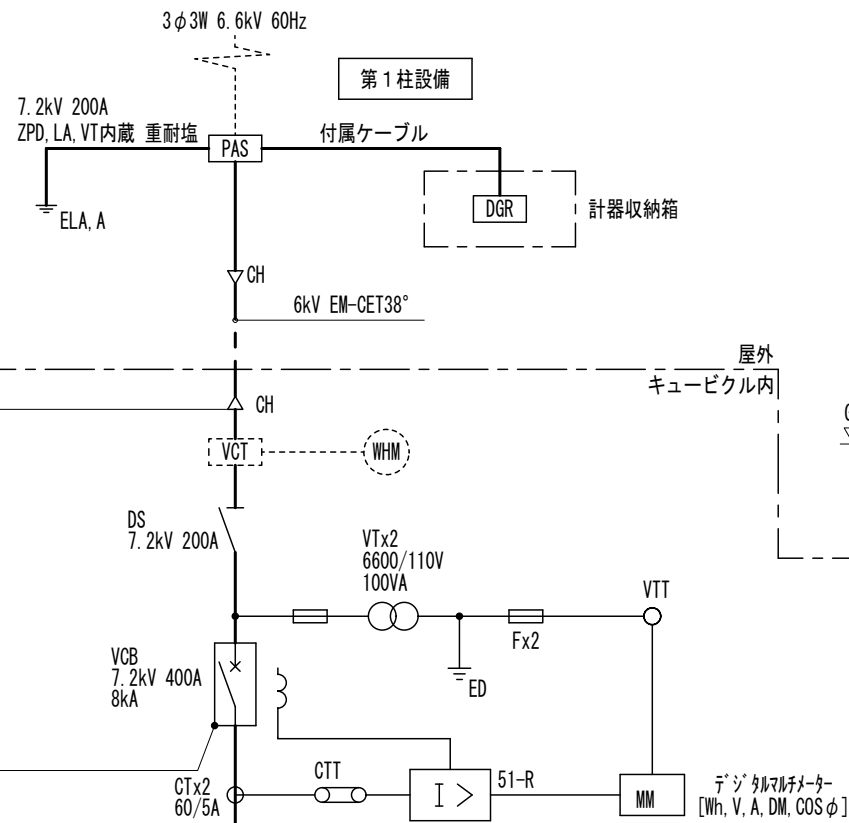 3φ3W 6.6kV 60Hz
第1柱設備
7.2kV 200A
ZPD,LA,VT内蔵 重耐塩
PAS
付属ケーブル
ELA,A
DGR
計器収納箱
CH
6kV EM-CET38°
屋外
キュービクル内
CH
VCT
WHM
DS
7.2kV 200A
VTx2
6600/110V
100VA
VTT
Fx2
ED
VCB
7.2kV 400A
8kA
CTx2
60/5A
CTT
I >
51-R
MM
デジタルマルチメーター
[Wh,V,A,DM,COSφ]